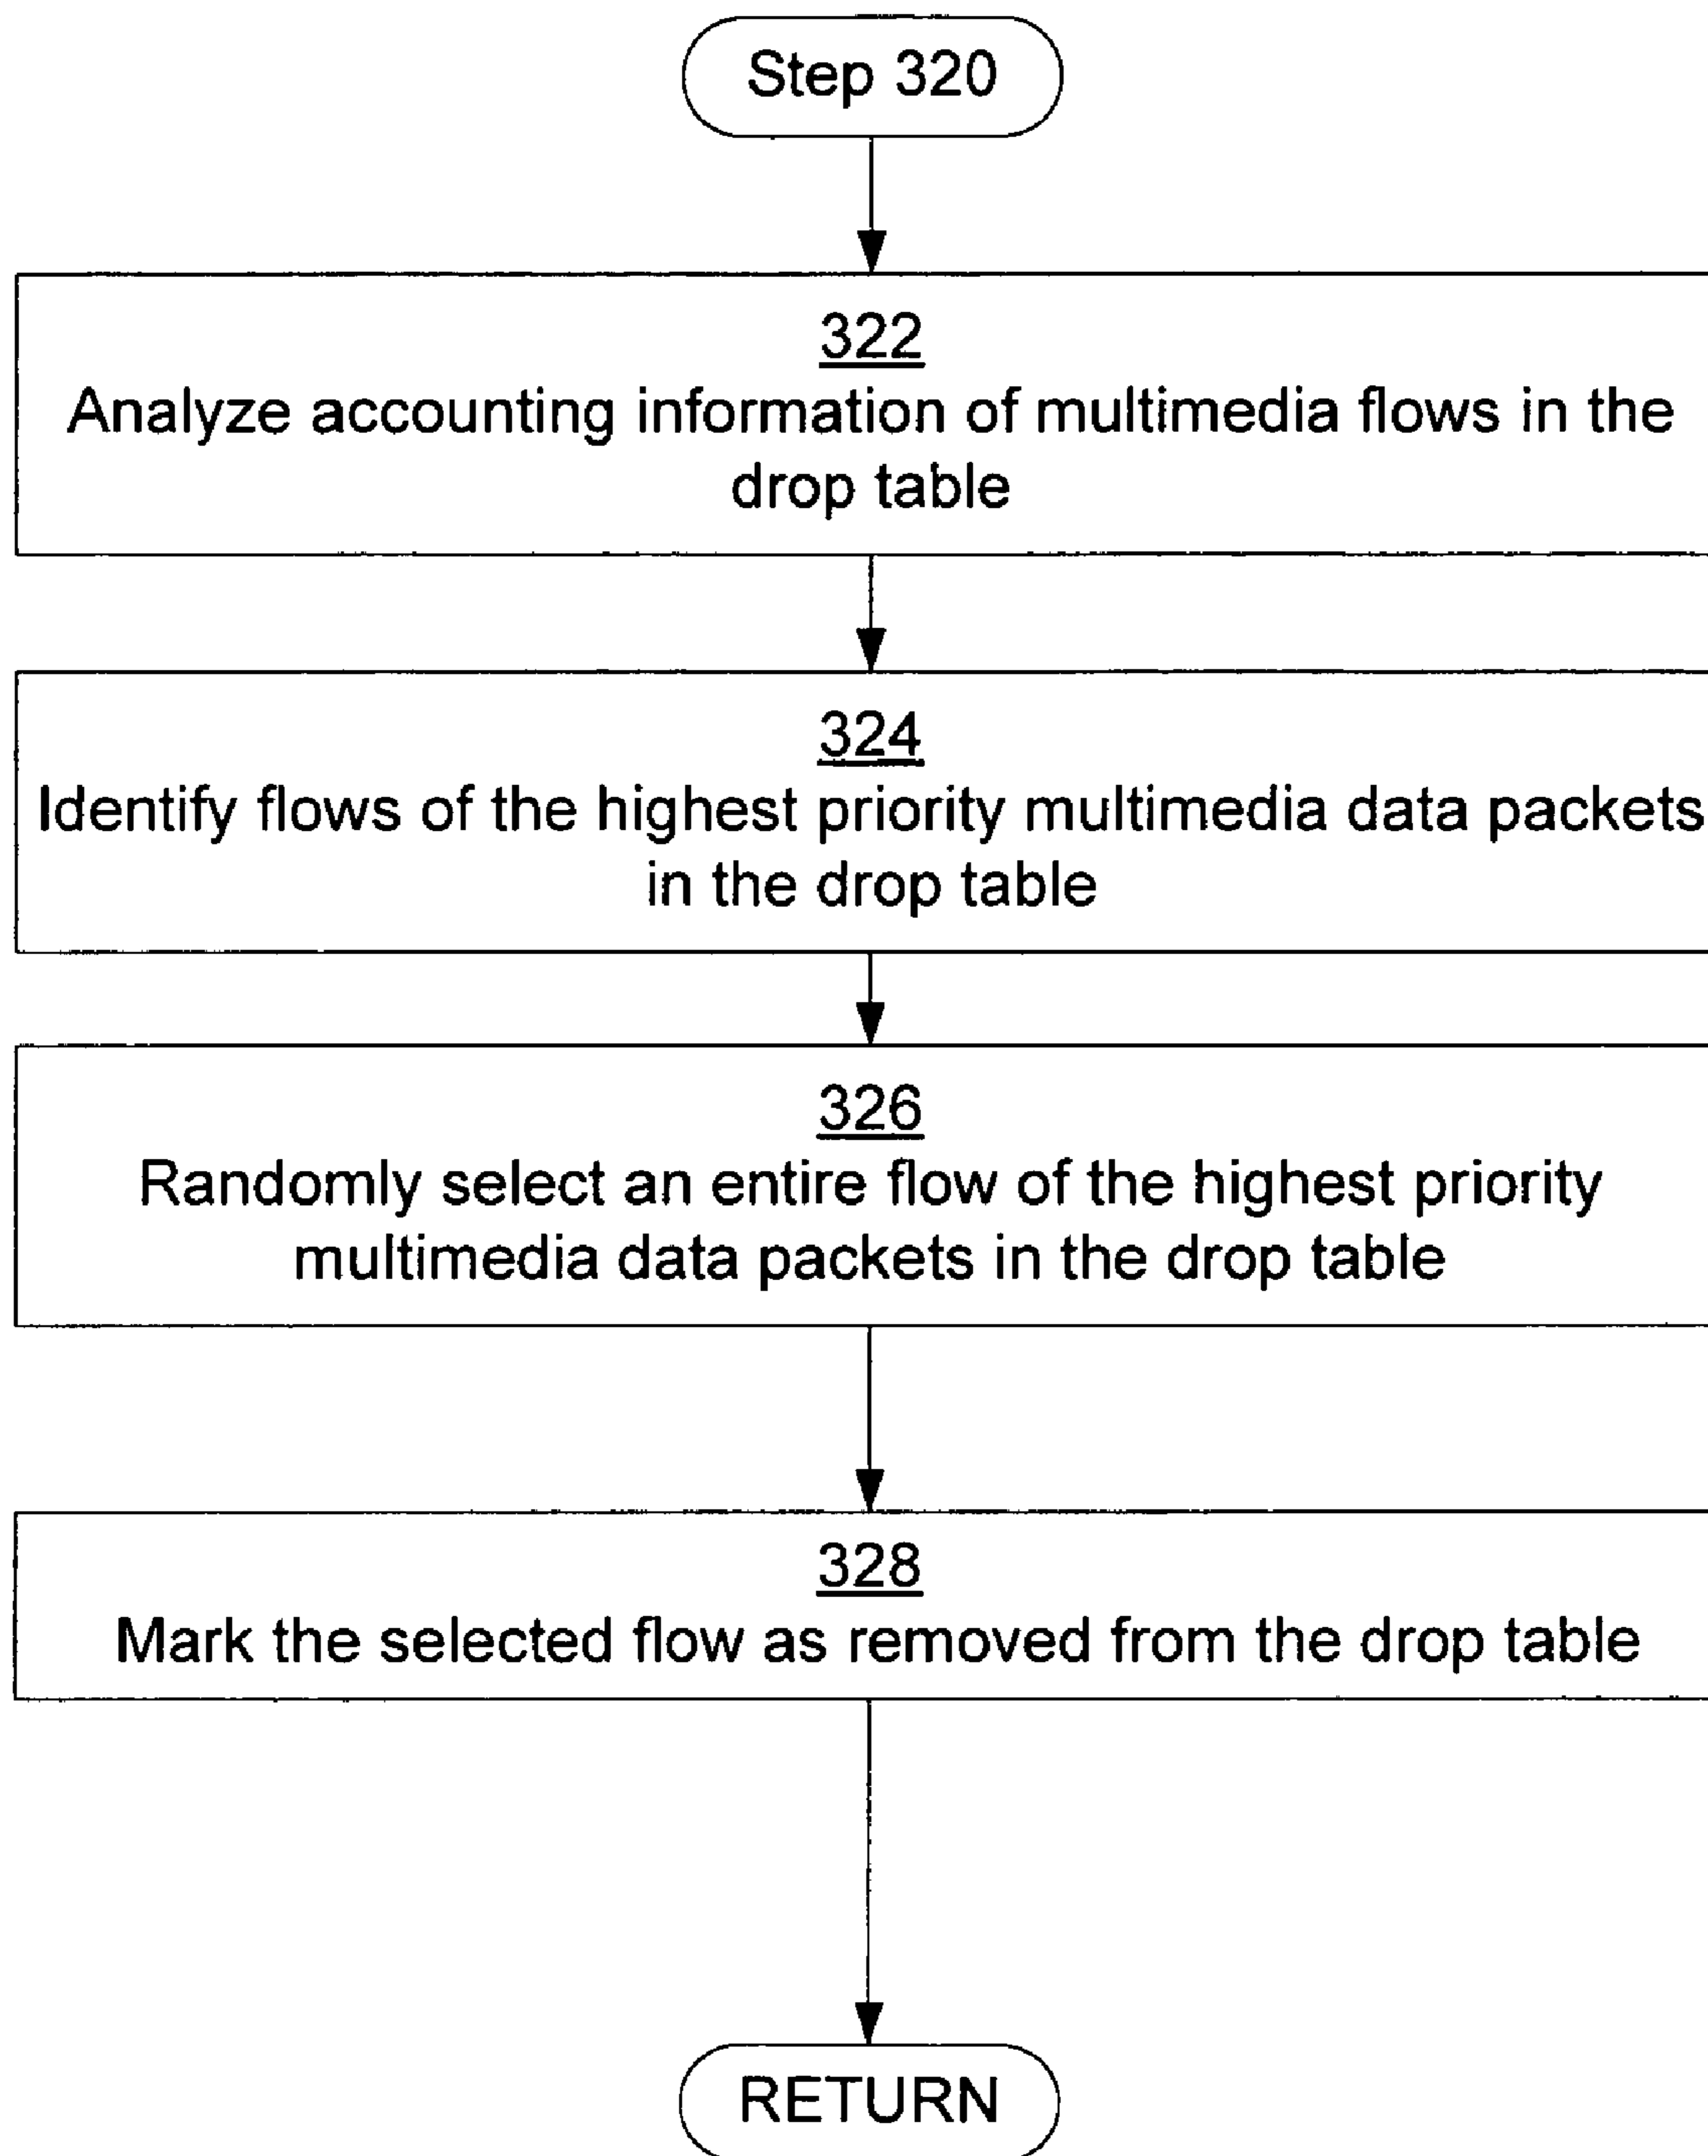 Step 320
322
Analyze accounting information of multimedia flows in the
drop table
324
Identify flows of the highest priority multimedia data packets
in the drop table
326
Randomly select an entire flow of the highest priority
multimedia data packets in the drop table
328
Mark the selected flow as removed from the drop table
RETURN